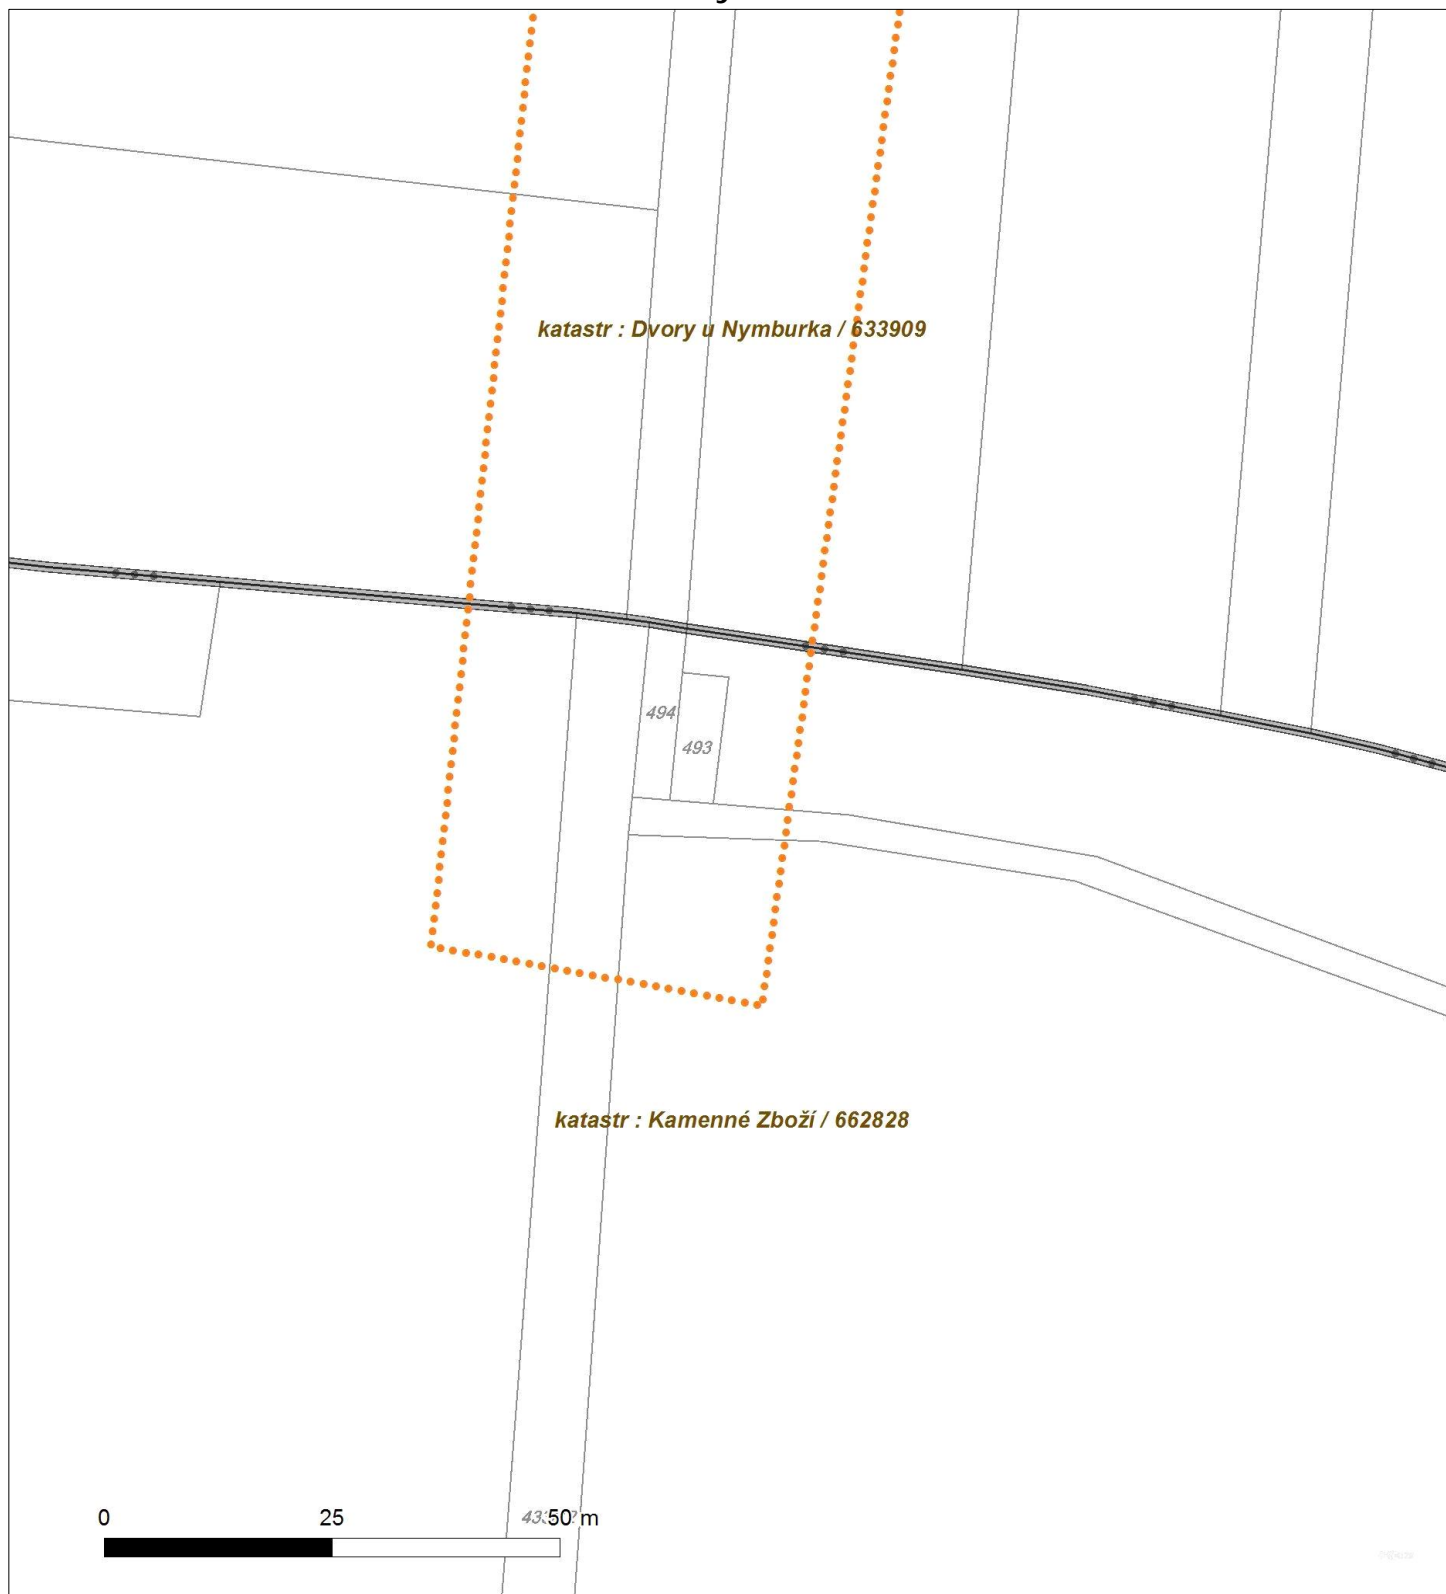 katastr : Dvory u Nymburka / 633909
494
493
katastr : Kamenné Zboží / 662828
0 25 50 m